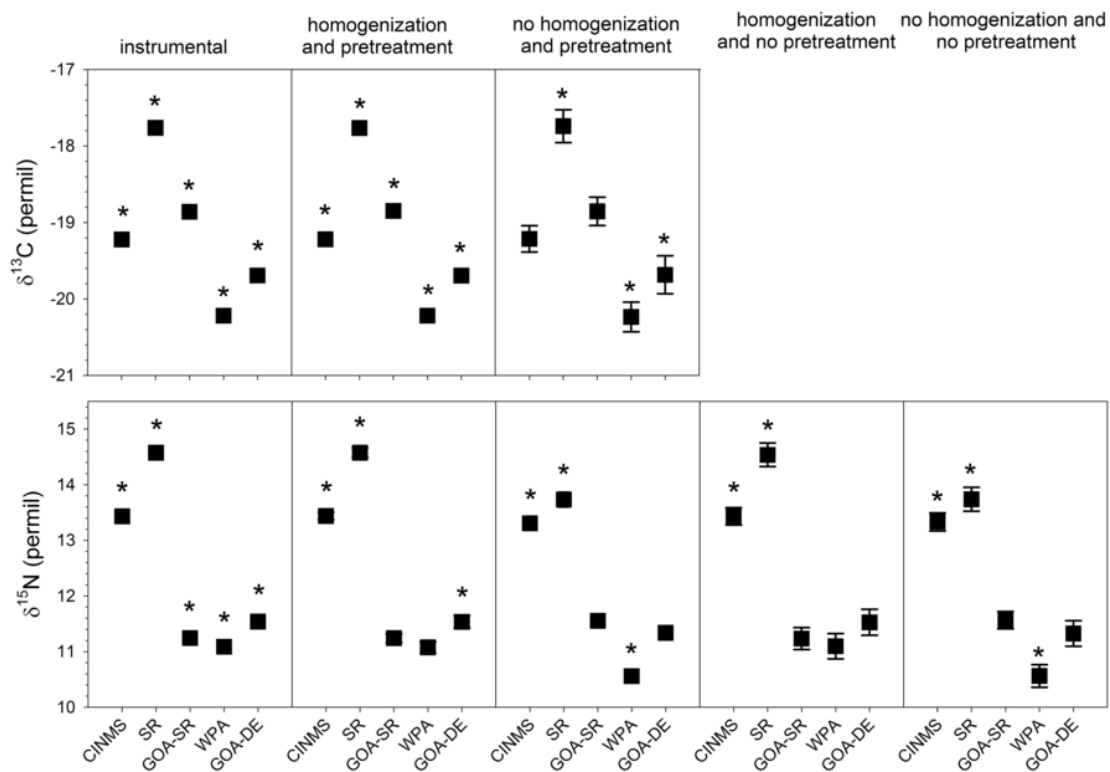 instrumental
homogenization
and pretreatment
no homogenization
and pretreatment
homogenization
and no pretreatment
no homogenization and
no pretreatment
δ13C (permil)
-17
-18
-19
-20
-21
* * * * *
* * * * *
* * *
δ15N (permil)
15
14
13
12
11
10
* * * * *
* * *
* * *
* *
* * *
CINMS SR GOA-SR WPA GOA-DE
CINMS SR GOA-SR WPA GOA-DE
CINMS SR GOA-SR WPA GOA-DE
CINMS SR GOA-SR WPA GOA-DE
CINMS SR GOA-SR WPA GOA-DE